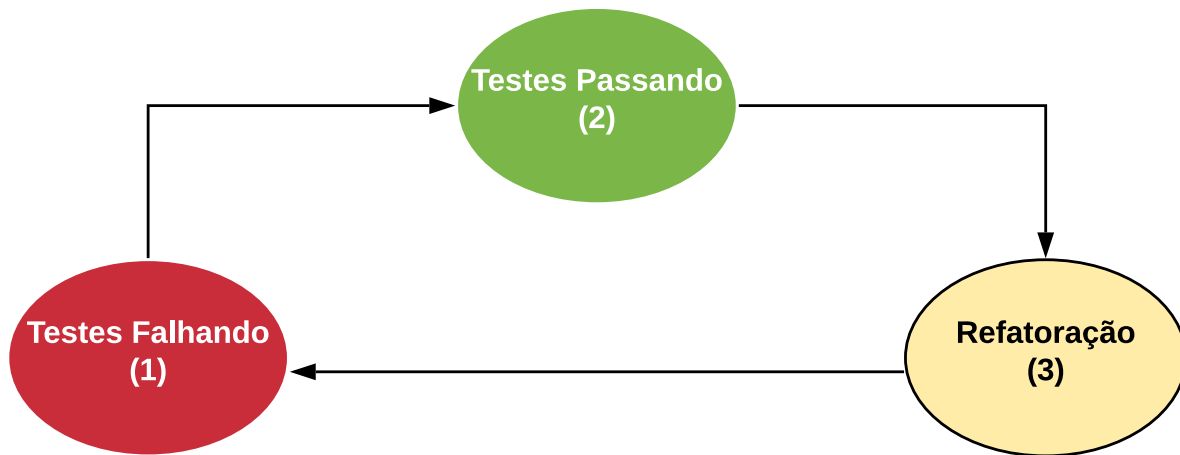 Testes Passando
(2)
Testes Falhando
(1)
Refatoração
(3)